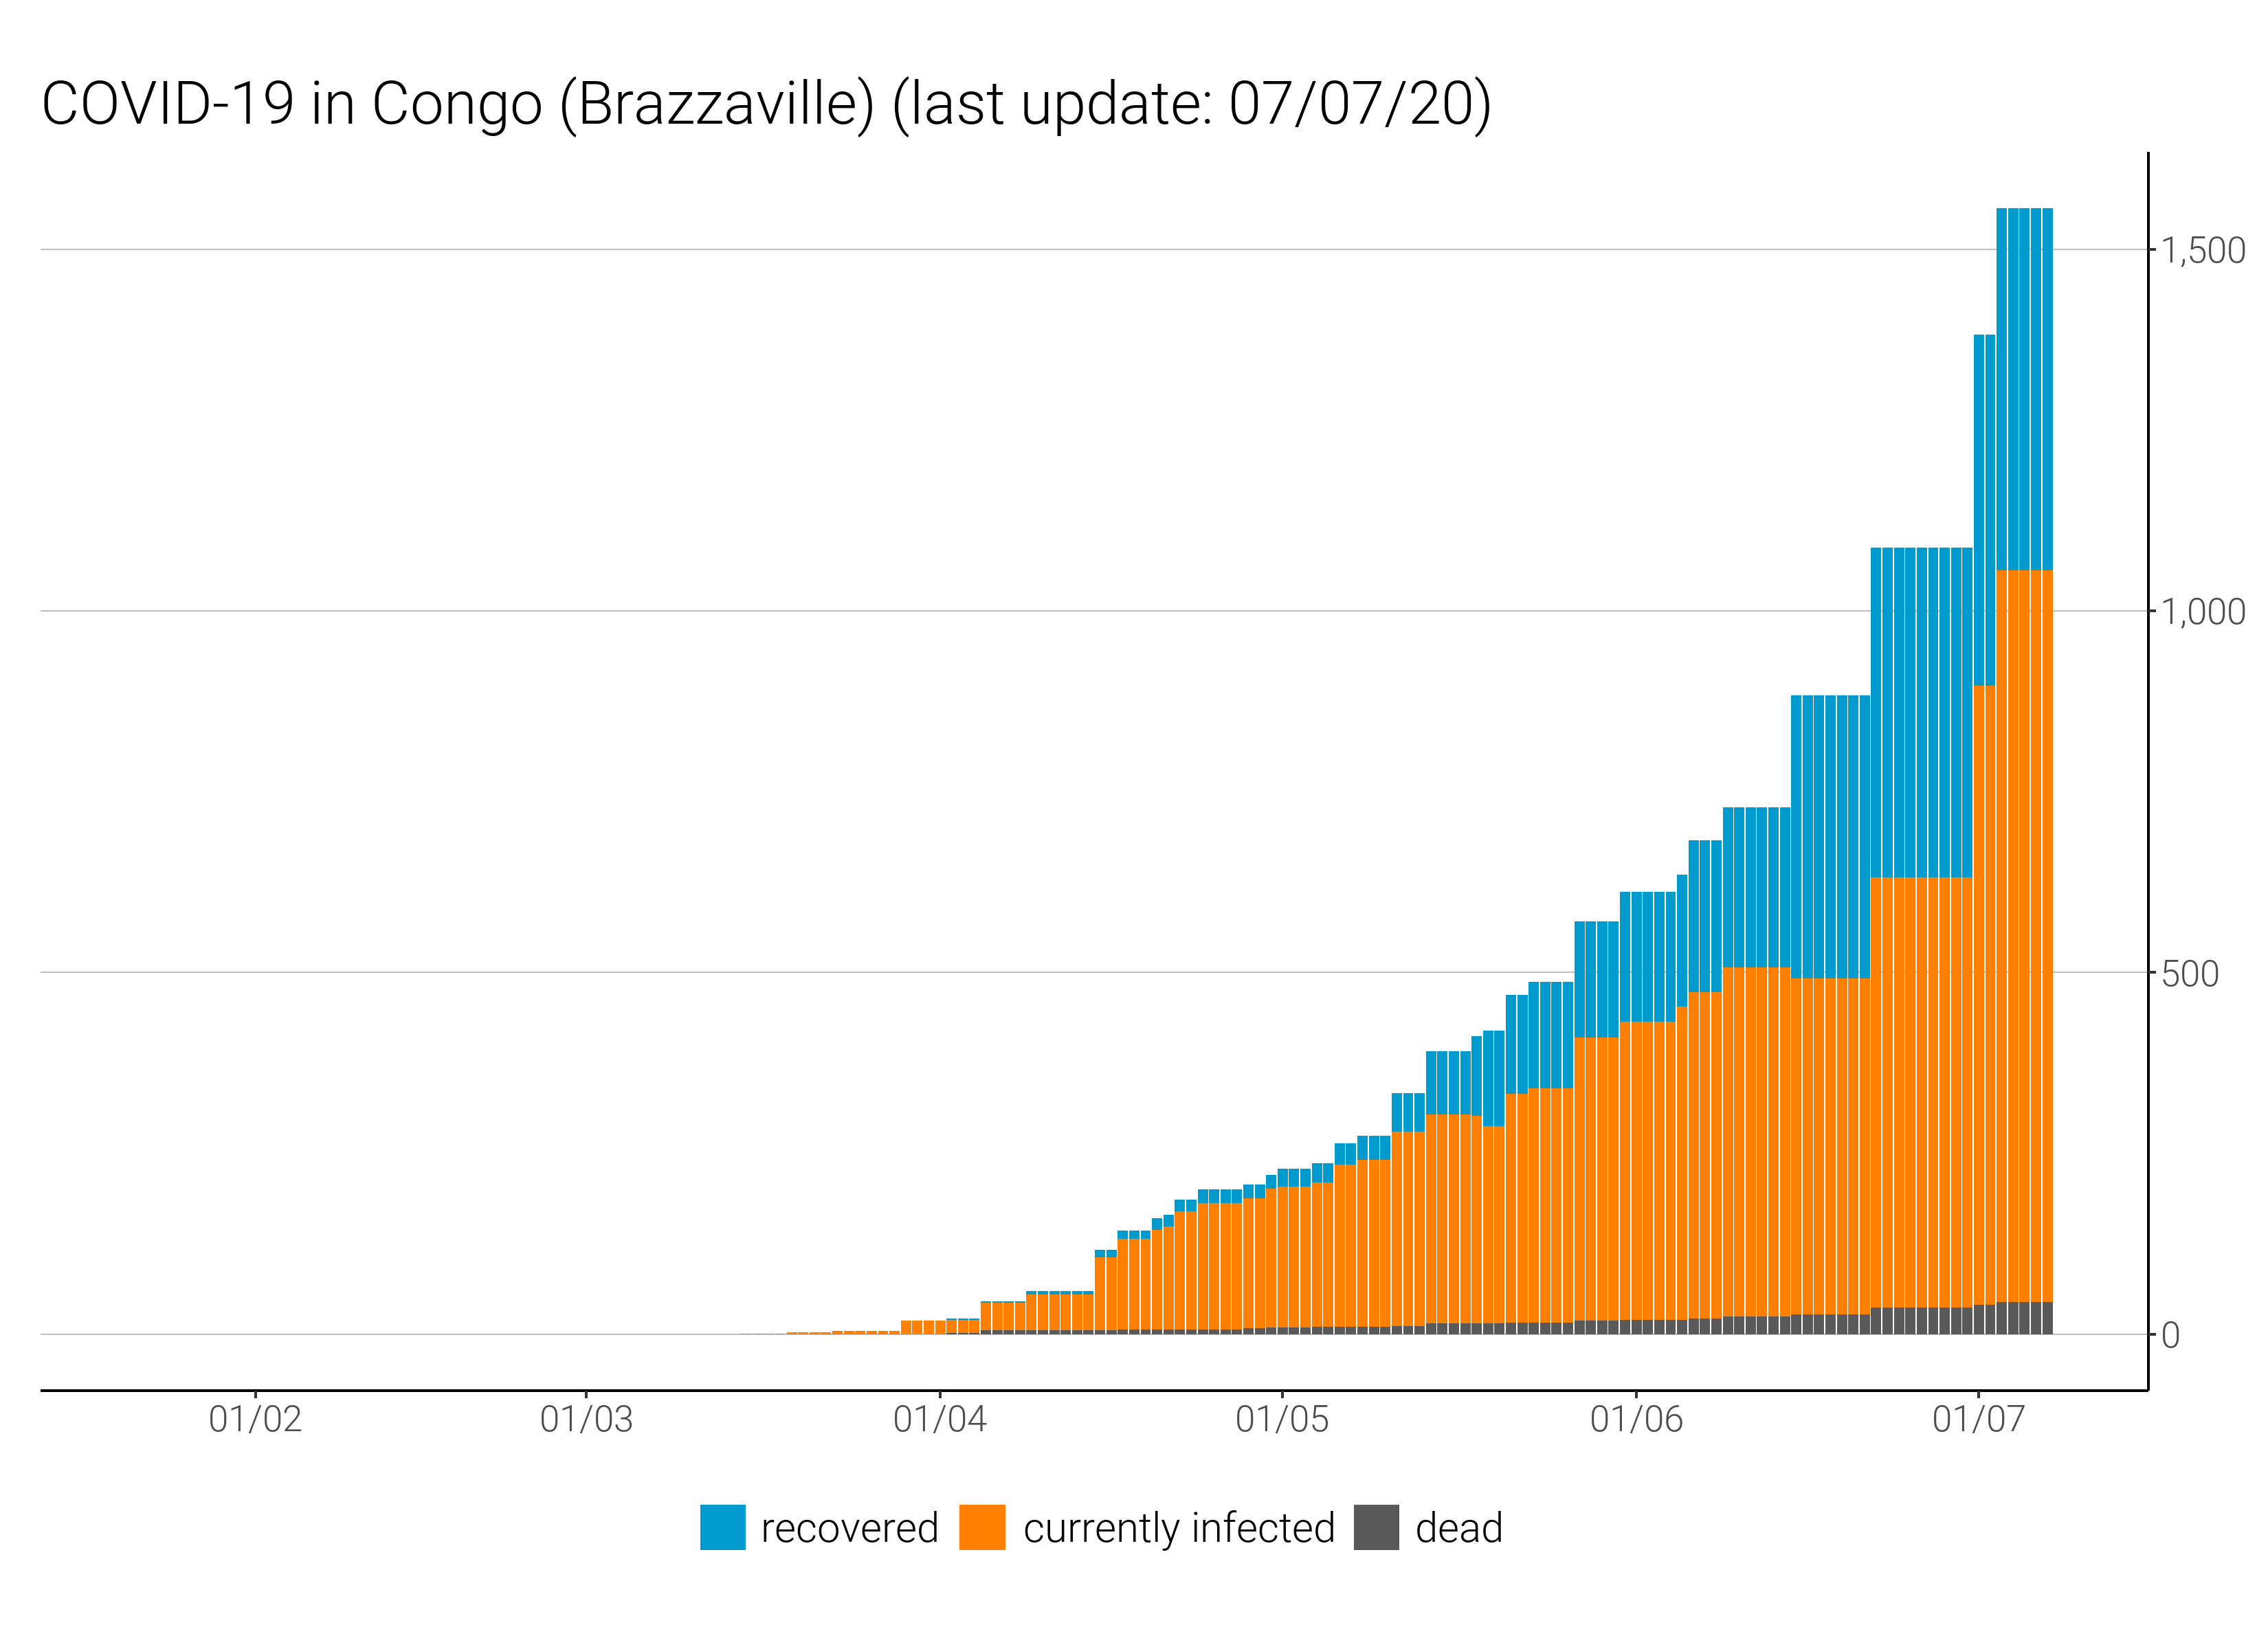 COVID-19 in Congo (Brazzaville) (last update: 07/07/20)
1,500
1,000
500
0
01/02 01/03 01/04 01/05 01/06 01/07
recovered currently infected dead